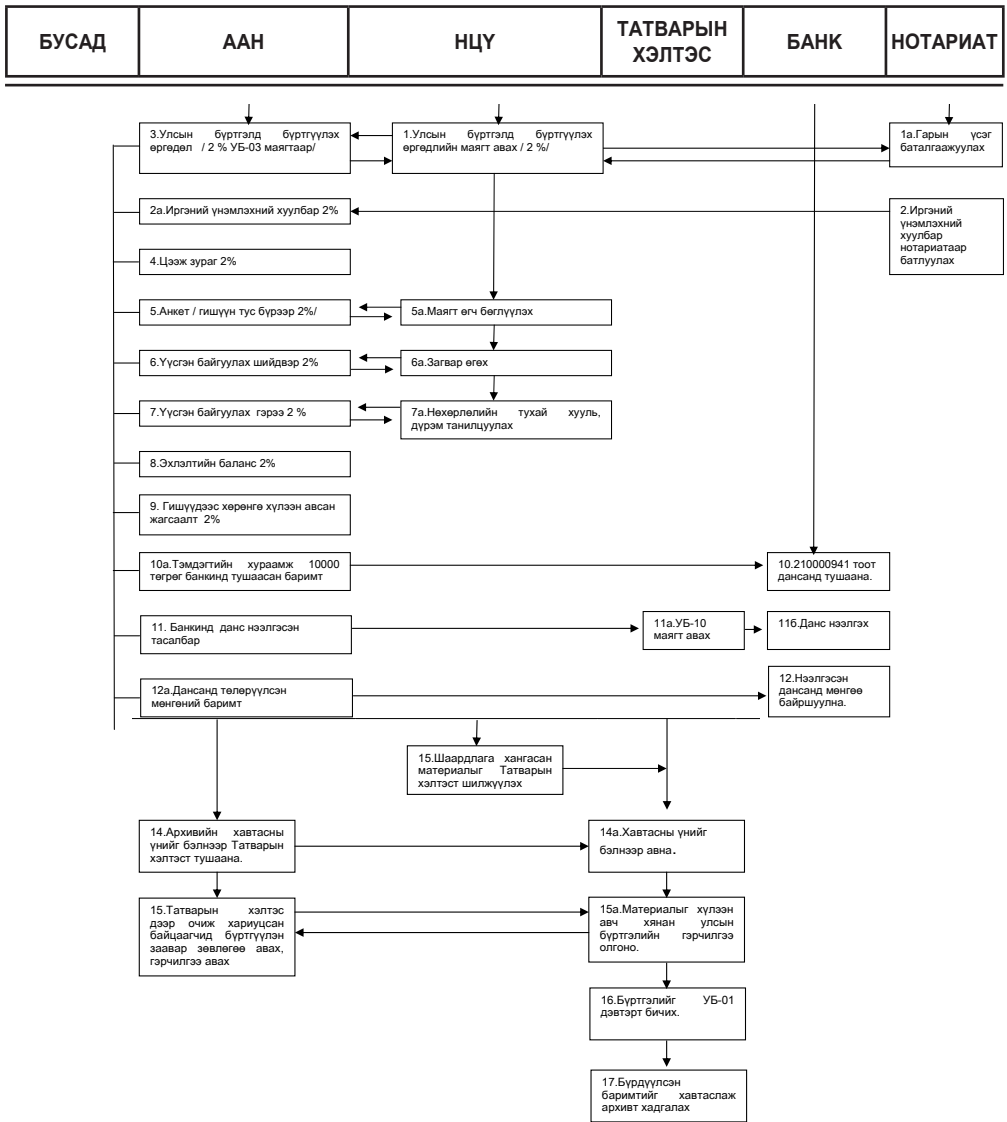 БУСАД
ААН
НЦҮ
ТАТВАРЫН
ХЭЛТЭС
БАНК
НОТАРИАТ
3.Улсын бүртгэлд бүртгүүлэх
өргөдөл / 2 % УБ-03 маягтаар/
1.Улсын бүртгэлд бүртгүүлэх
өргөдлийн маягт авах / 2 %/
1а.Гарын үсэг
баталгаажуулах
2а.Иргэний үнэмлэхний хуулбар 2%
2.Иргэний
үнэмлэхний
хуулбар
нотариатаар
батлуулах
4.Цээж зураг 2%
5.Анкет / гишүүн тус бүрээр 2%/
5а.Маягт өгч бөглүүлэх
6.Үүсгэн байгуулах шийдвэр 2%
6а.Загвар өгөх
7.Үүсгэн байгуулах гэрээ 2 %
7а.Нөхөрлөлийн тухай хууль,
дүрэм танилцуулах
8.Эхлэлтийн баланс 2%
9. Гишүүдээс хөрөнгө хүлээн авсан
жагсаалт 2%
10а.Тэмдэгтийн хураамж 10000
төгрөг банкинд тушаасан баримт
10.210000941 тоот
дансанд тушаана.
11. Банкинд данс нээлгэсэн
тасалбар
11а.УБ-10
маягт авах
11б.Данс нээлгэх
12а.Дансанд төлөрүүлсэн
мөнгөний баримт
12.Нээлгэсэн
дансанд мөнгөө
байршуулна.
15.Шаардлага хангасан
материалыг Татварын
хэлтэст шилжүүлэх
14.Архивийн хавтасны
үнийг бэлнээр Татварын
хэлтэст тушаана.
14а.Хавтасны үнийг
бэлнээр авна.
15.Татварын хэлтэс
дээр очиж хариуцсан
байцаагчид бүртгүүлэн
заавар зөвлөгөө авах,
гэрчилгээ авах
15а.Материалыг хүлээн
авч хянан улсын
бүртгэлийн гэрчилгээ
олгоно.
16.Бүртгэлийг УБ-01
дэвтэрт бичих.
17.Бүрдүүлсэн
баримтийг хавтаслаж
архивт хадгалах